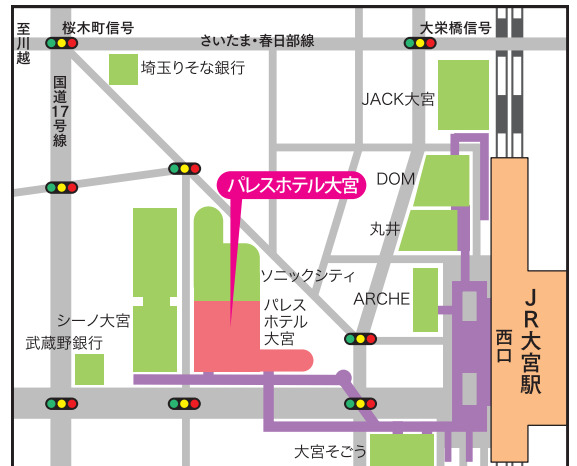 至川越
桜木町信号
さいたま・春日部線
大栄橋信号
埼玉りそな銀行
国道17号線
JACK大宮
パレスホテル大宮
DOM
丸井
ソニックシティ
ARCHE
パレス
ホテル
大宮
シーノ大宮
武蔵野銀行
JR大宮駅
西口
大宮そごう